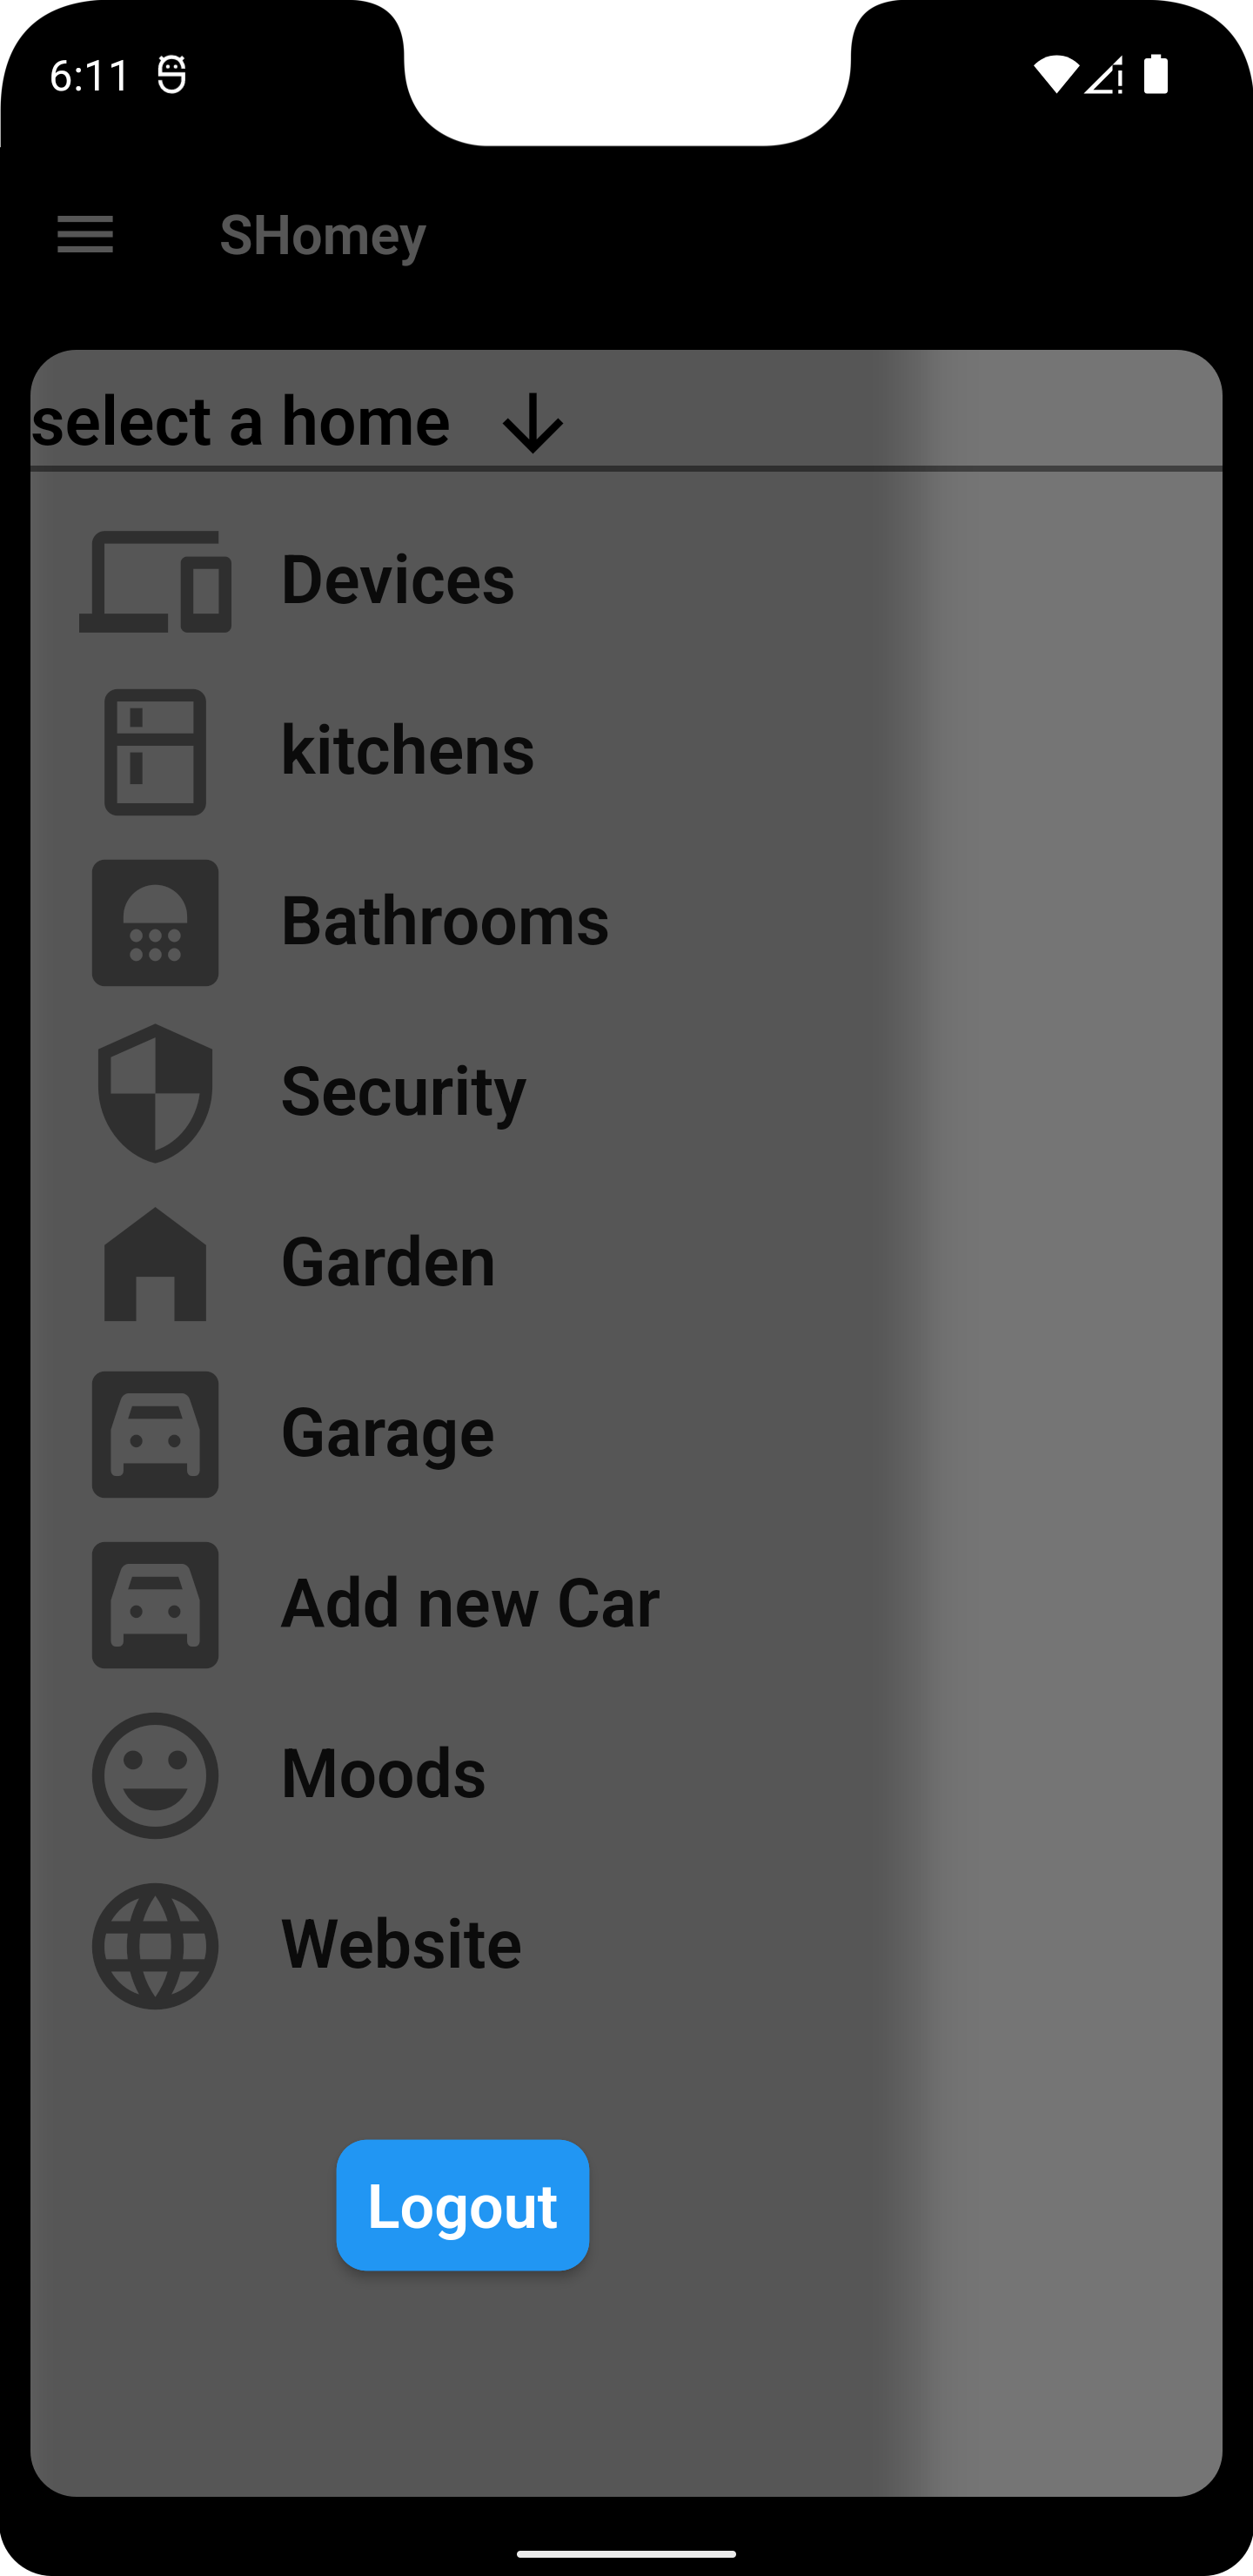 6:11
SHomey
select a home
Devices
kitchens
Bathrooms
Security
Garden
Garage
Add new Car
Moods
Website
Logout